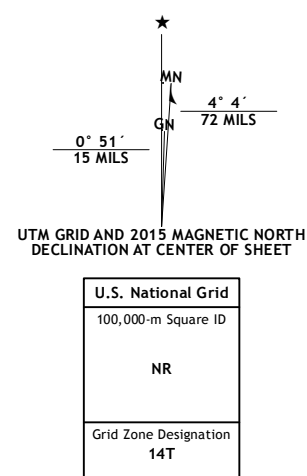 ★
MN
GN
4° 4´
72 MILS
0° 51´
15 MILS
UTM GRID AND 2015 MAGNETIC NORTH
DECLINATION AT CENTER OF SHEET
U.S. National Grid
100,000-m Square ID
NR
Grid Zone Designation
14T